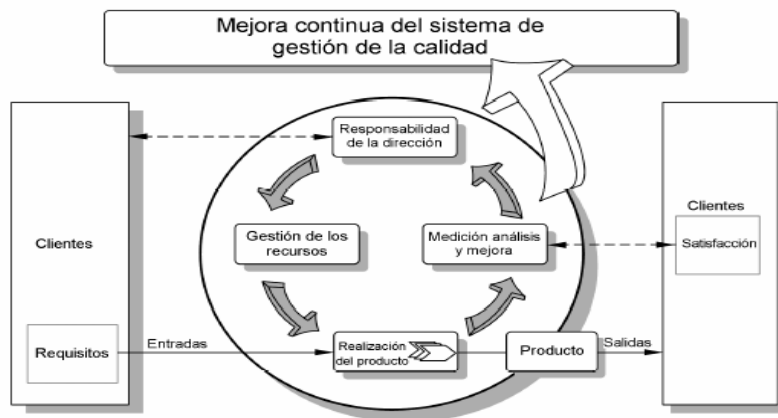 Mejora continua del sistema de
gestión de la calidad
Responsabilidad
de la dirección
Clientes
Gestión de los
recursos
Medición análisis
y mejora
Clientes
Satisfacción
Requisitos
Entradas
Realización
del producto
Producto
Salidas